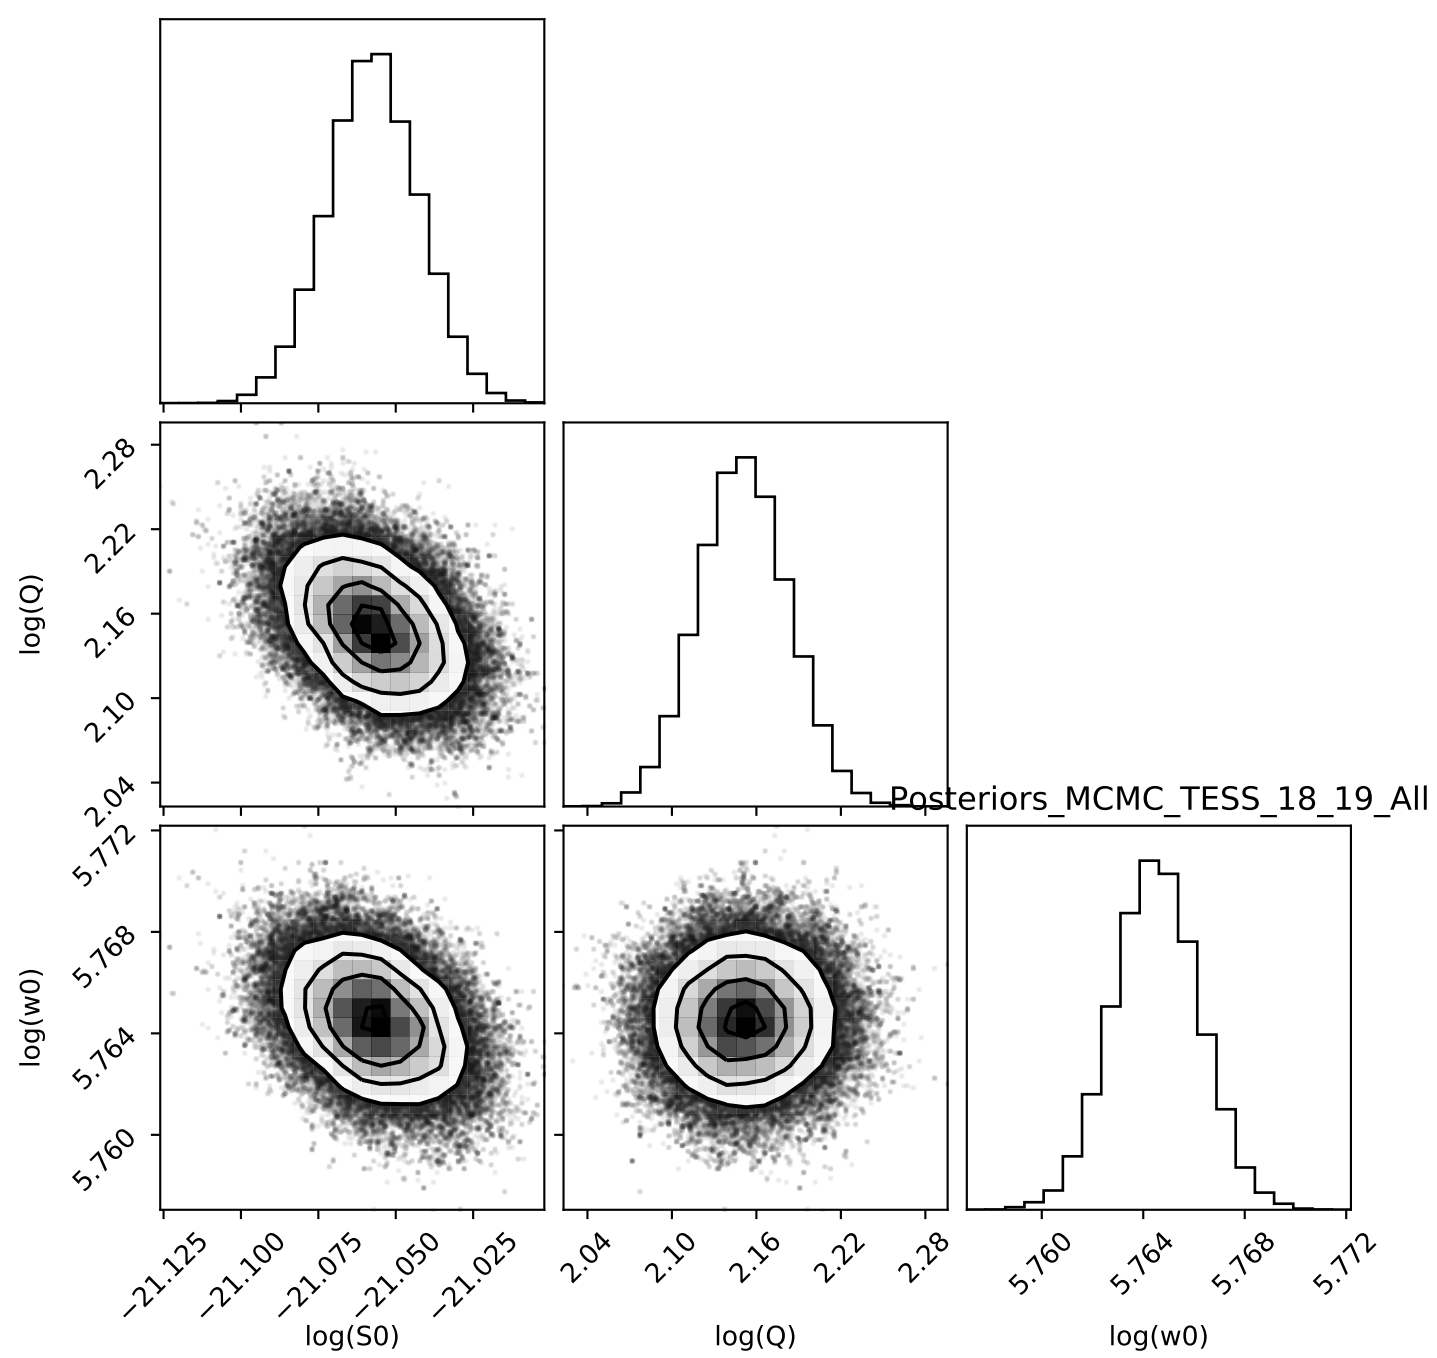 2.28
2.22
2.16
2.10
2.04
log(Q)
Posteriors_MCMC_TESS_18_19_All
5.772
5.768
5.764
5.760
log(w0)
−21.125 −21.100 −21.075 −21.050 −21.025
2.04 2.10 2.16 2.22 2.28
5.760 5.764 5.768 5.772
log(S0) log(Q) log(w0)